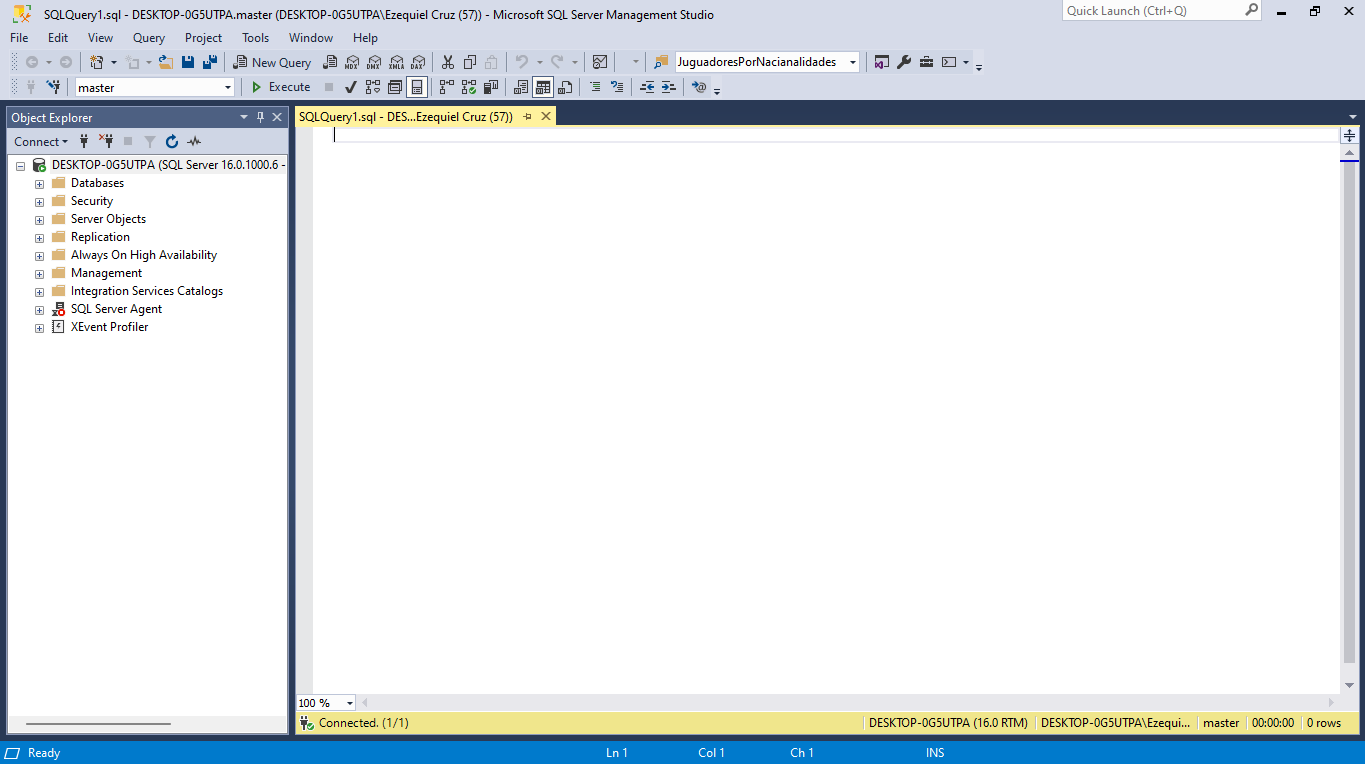 SQLQuery1.sql - DESKTOP-0G5UTPA.master (DESKTOP-0G5UTPA\Ezequiel Cruz (57)) - Microsoft SQL Server Management Studio
Quick Launch (Ctrl+Q)
File Edit View Query Project Tools Window Help
New Query MDX DMX XMLA DAX JuguadoresPorNacianalidades
master Execute
Object Explorer
SQLQuery1.sql - DES...Ezequiel Cruz (57))
Connect
DESKTOP-0G5UTPA (SQL Server 16.0.1000.6 -
Databases
Security
Server Objects
Replication
Always On High Availability
Management
Integration Services Catalogs
SQL Server Agent
XEvent Profiler
100 %
Connected. (1/1) DESKTOP-0G5UTPA (16.0 RTM) DESKTOP-0G5UTPA\Ezequi... master 00:00:00 0 rows
Ready Ln 1 Col 1 Ch 1 INS